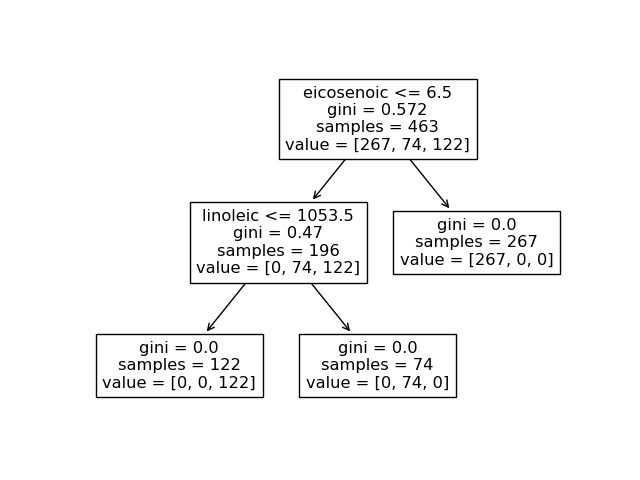 eicosenoic <= 6.5
gini = 0.572
samples = 463
value = [267, 74, 122]
linoleic <= 1053.5
gini = 0.47
samples = 196
value = [0, 74, 122]
gini = 0.0
samples = 267
value = [267, 0, 0]
gini = 0.0
samples = 122
value = [0, 0, 122]
gini = 0.0
samples = 74
value = [0, 74, 0]